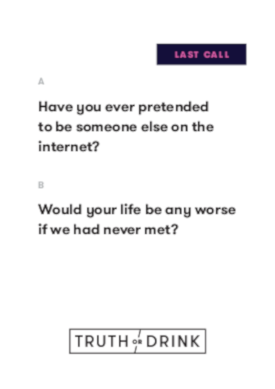 LAST CALL
A
Have you ever pretended
to be someone else on the
internet?
B
Would your life be any worse
if we had never met?
TRUTH OR DRINK